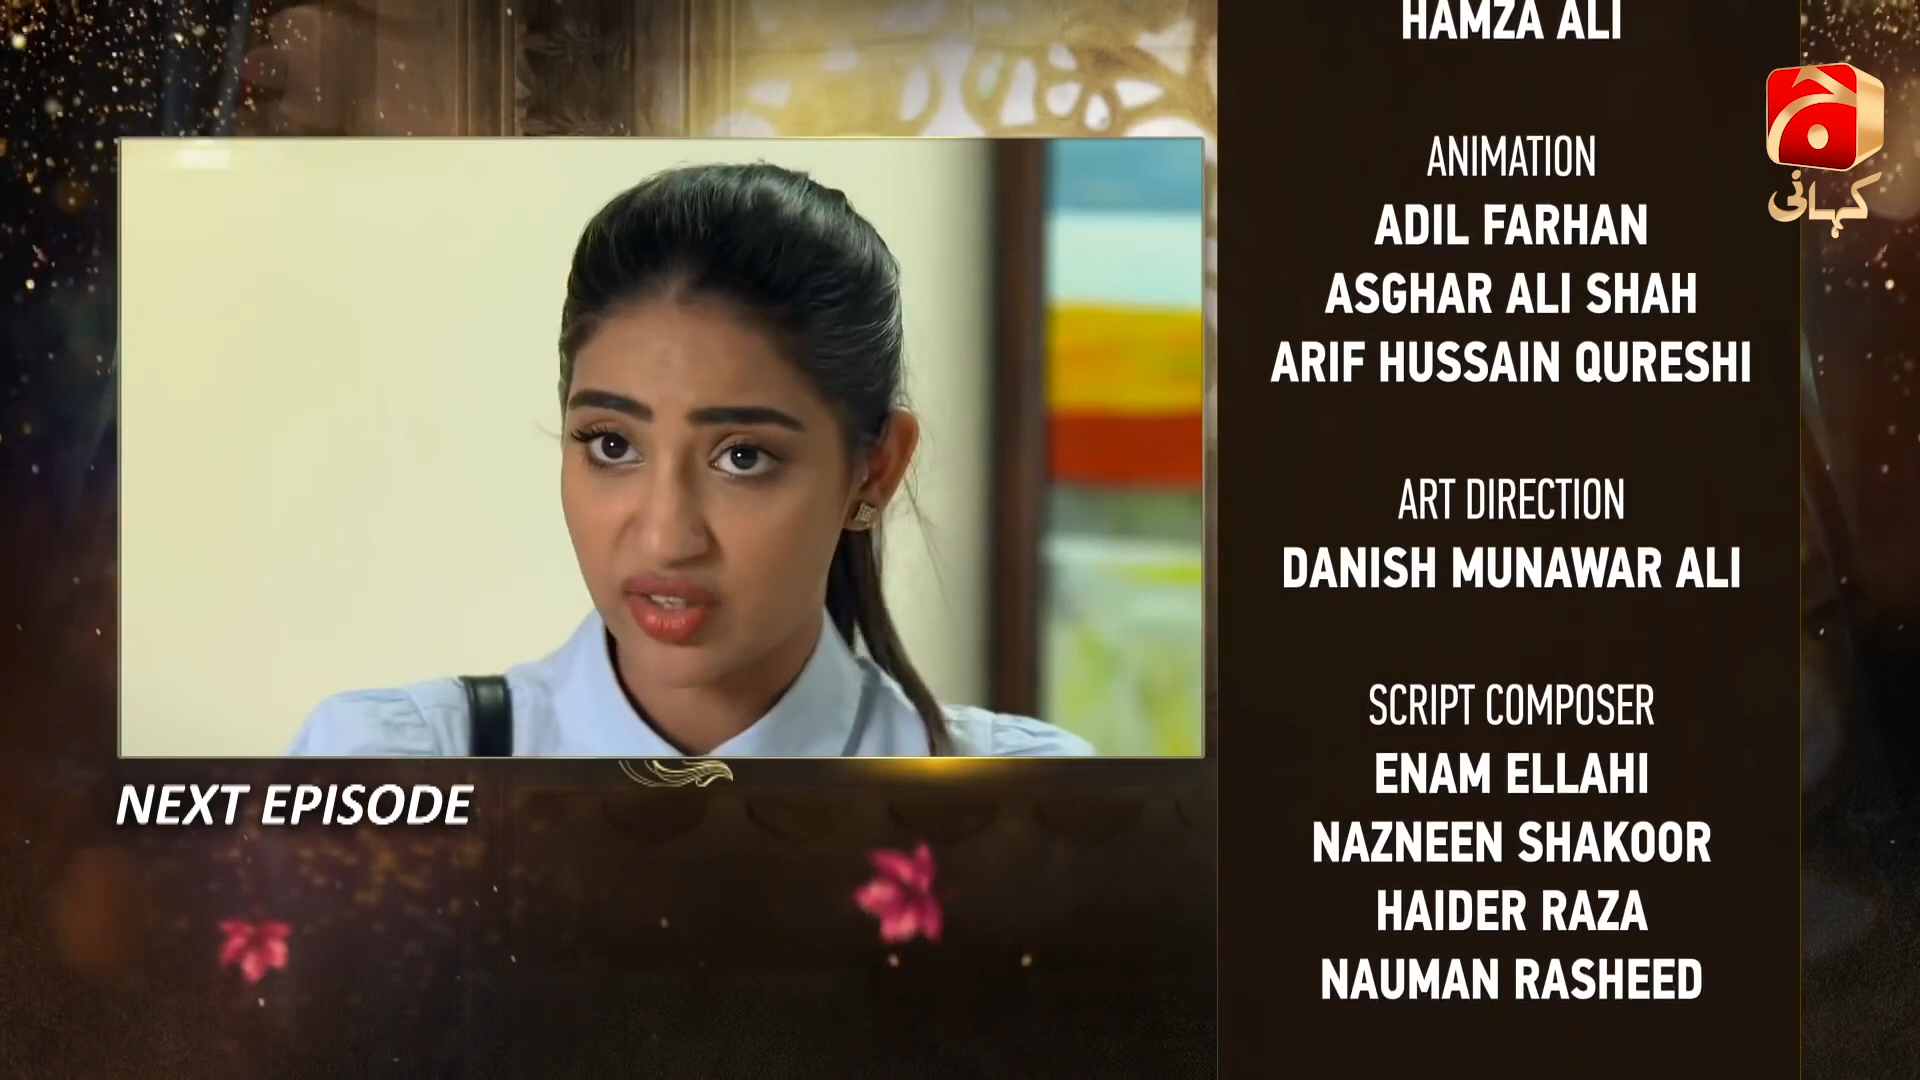 HAMZA ALI
ANIMATION
ADIL FARHAN
ASGHAR ALI SHAH
ARIF HUSSAIN QURESHI
ART DIRECTION
DANISH MUNAWAR ALI
SCRIPT COMPOSER
ENAM ELLAHI
NAZNEEN SHAKOOR
HAIDER RAZA
NAUMAN RASHEED
کہانی
NEXT EPISODE